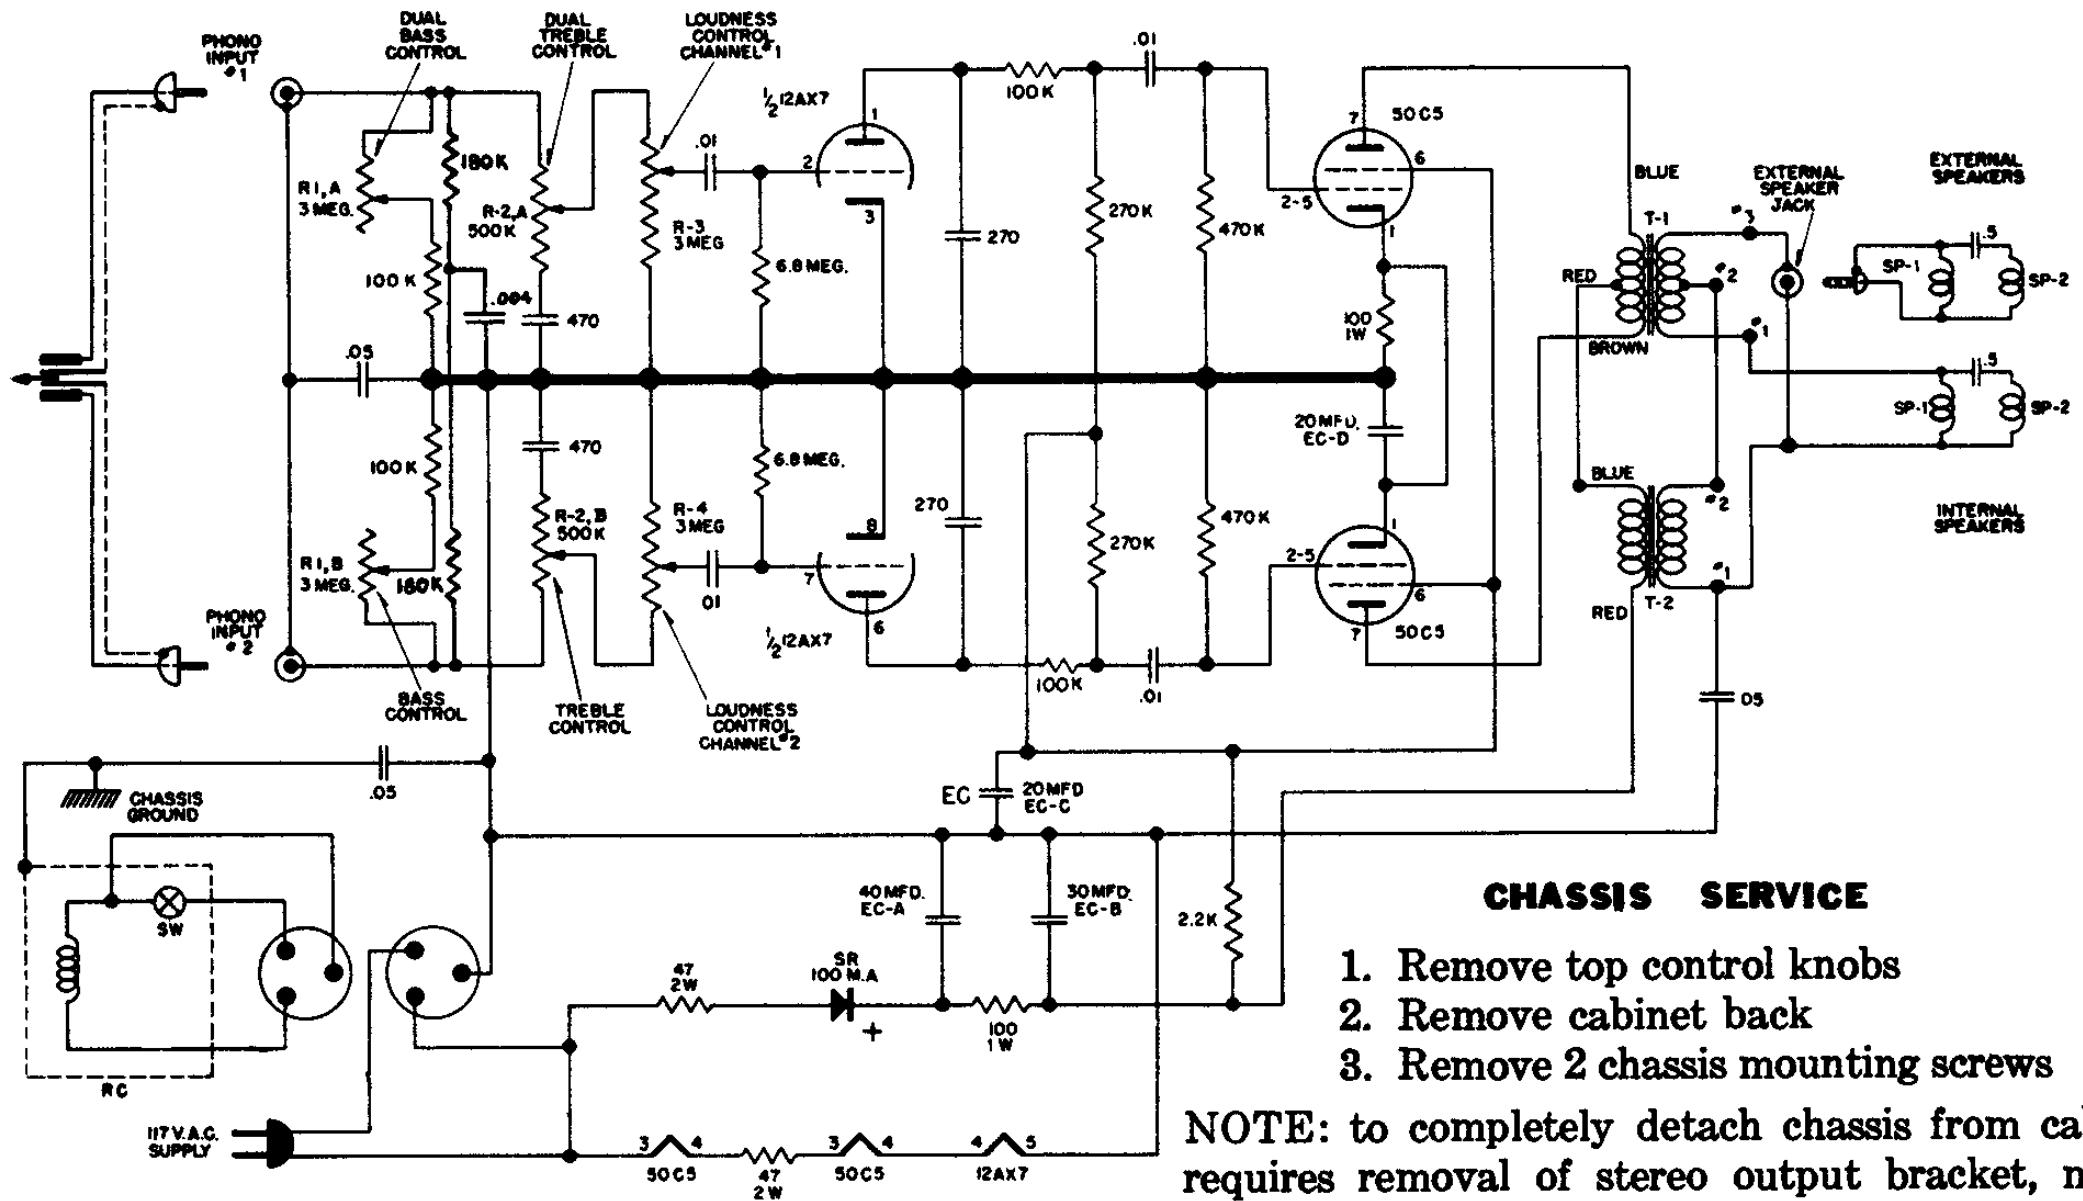 DUAL
BASS
CONTROL
DUAL
TREBLE
CONTROL
LOUDNESS
CONTROL
CHANNEL #1
PHONO
INPUT
#1
½ 12AX7
.01
100K
7
50C5
1
180K
R1,A
3 MEG.
R-2,A
500K
.01
2
3
R-3
3 MEG
270
270K
470K
2-5
6
1
BLUE
T-1
#3
EXTERNAL
SPEAKER
JACK
EXTERNAL
SPEAKERS
.5
SP-1
SP-2
#2
RED
100K
.004
470
6.8 MEG.
100
1W
BROWN
#1
.05
.5
SP-1
SP-2
20 MFD.
EC-D
470
100K
6.8 MEG.
BLUE
#2
INTERNAL
SPEAKERS
R-2,B
500K
R-4
3 MEG
270
8
270K
470K
1
2-5
6
R1,B
3 MEG.
180K
.01
7
#1
T-2
RED
PHONO
INPUT
#2
½ 12AX7
6
7
50C5
100K
.01
BASS
CONTROL
TREBLE
CONTROL
LOUDNESS
CONTROL
CHANNEL #2
.05
.05
CHASSIS
GROUND
EC
20 MFD
EC-C
40 MFD.
EC-A
30 MFD.
EC-B
2.2K
SW
47
2W
SR
100 M.A
+
100
1W
RC
117 V.A.C.
SUPPLY
3
4
50C5
47
2W
3
4
50C5
4
5
12AX7
CHASSIS SERVICE
1. Remove top control knobs
2. Remove cabinet back
3. Remove 2 chassis mounting screws
NOTE: to completely detach chassis from
requires removal of stereo output bracket,